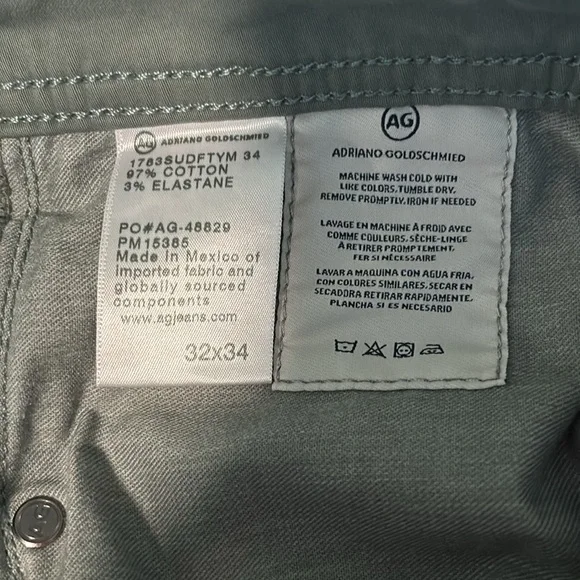 AG ADRIANO GOLDSCHMIED
1783SUDFTYM 34
97% COTTON
3% ELASTANE
PO#AG-48829
PM15385
Made in Mexico of
imported fabric and
globally sourced
components
www.agjeans.com
32x34
AG
ADRIANO GOLDSCHMIED
MACHINE WASH COLD WITH
LIKE COLORS. TUMBLE DRY.
REMOVE PROMPTLY. IRON IF NEEDED
LAVAGE EN MACHINE À FROID AVEC
COMME COULEURS. SÈCHE-LINGE
À RETIRER PROMPTEMENT.
FER SI NÉCESSAIRE
LAVAR A MAQUINA CON AGUA FRIA,
CON COLORES SIMILARES. SECAR EN
SECADORA RETIRAR RAPIDAMENTE.
PLANCHA SI ES NECESARIO